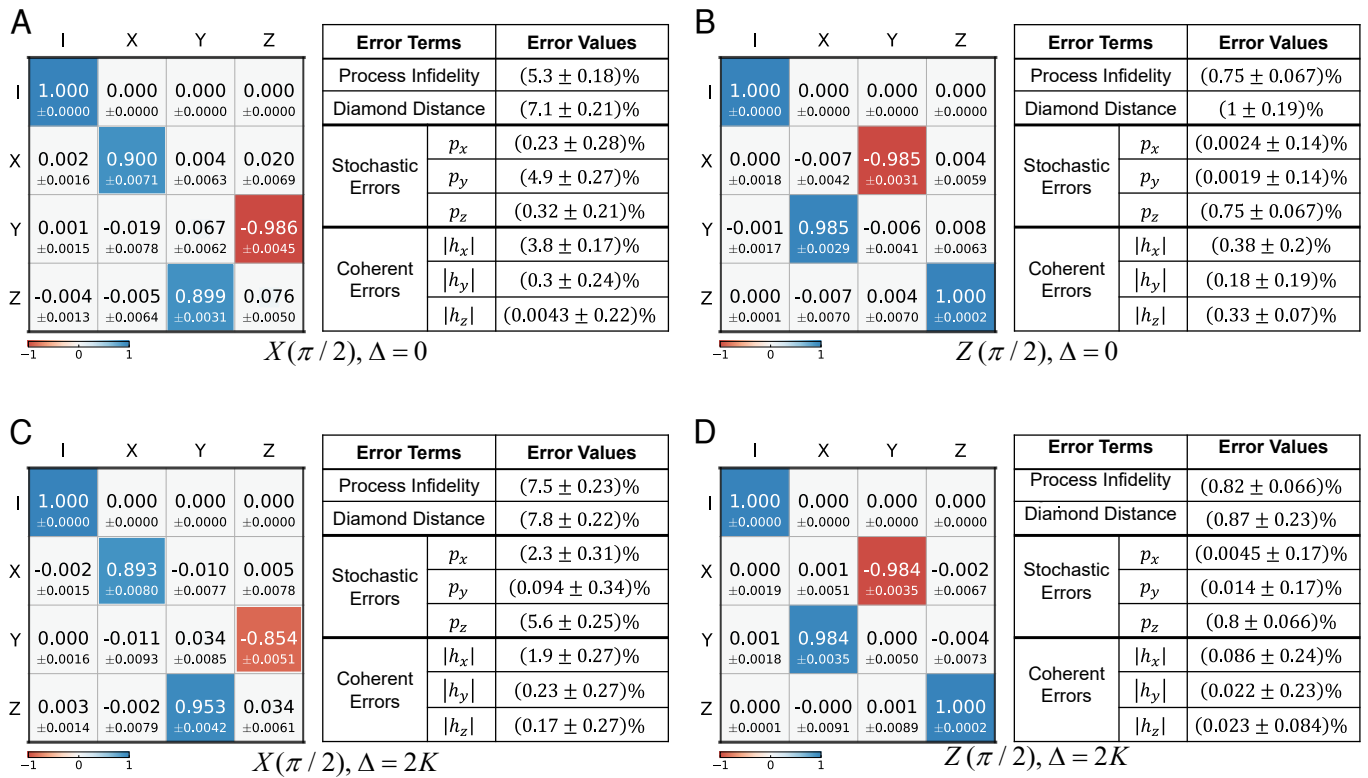 A
I X Y Z
I 1.000 0.000 0.000 0.000
±0.0000 ±0.0000 ±0.0000 ±0.0000
X 0.002 0.900 0.004 0.020
±0.0016 ±0.0071 ±0.0063 ±0.0069
Y 0.001 -0.019 0.067 -0.986
±0.0015 ±0.0078 ±0.0062 ±0.0045
Z -0.004 -0.005 0.899 0.076
±0.0013 ±0.0064 ±0.0031 ±0.0050
−1 0 1
Error Terms Error Values
Process Infidelity (5.3 ± 0.18)%
Diamond Distance (7.1 ± 0.21)%
Stochastic Errors
p_x (0.23 ± 0.28)%
p_y (4.9 ± 0.27)%
p_z (0.32 ± 0.21)%
Coherent Errors
|h_x| (3.8 ± 0.17)%
|h_y| (0.3 ± 0.24)%
|h_z| (0.0043 ± 0.22)%
X(π/2), Δ = 0
B
I X Y Z
I 1.000 0.000 0.000 0.000
±0.0000 ±0.0000 ±0.0000 ±0.0000
X 0.000 -0.007 -0.985 0.004
±0.0018 ±0.0042 ±0.0031 ±0.0059
Y -0.001 0.985 -0.006 0.008
±0.0017 ±0.0029 ±0.0041 ±0.0063
Z 0.000 -0.007 0.004 1.000
±0.0001 ±0.0070 ±0.0070 ±0.0002
−1 0 1
Error Terms Error Values
Process Infidelity (0.75 ± 0.067)%
Diamond Distance (1 ± 0.19)%
Stochastic Errors
p_x (0.0024 ± 0.14)%
p_y (0.0019 ± 0.14)%
p_z (0.75 ± 0.067)%
Coherent Errors
|h_x| (0.38 ± 0.2)%
|h_y| (0.18 ± 0.19)%
|h_z| (0.33 ± 0.07)%
Z(π/2), Δ = 0
C
I X Y Z
I 1.000 0.000 0.000 0.000
±0.0000 ±0.0000 ±0.0000 ±0.0000
X -0.002 0.893 -0.010 0.005
±0.0015 ±0.0080 ±0.0077 ±0.0078
Y 0.000 -0.011 0.034 -0.854
±0.0016 ±0.0093 ±0.0085 ±0.0051
Z 0.003 -0.002 0.953 0.034
±0.0014 ±0.0079 ±0.0042 ±0.0061
−1 0 1
Error Terms Error Values
Process Infidelity (7.5 ± 0.23)%
Diamond Distance (7.8 ± 0.22)%
Stochastic Errors
p_x (2.3 ± 0.31)%
p_y (0.094 ± 0.34)%
p_z (5.6 ± 0.25)%
Coherent Errors
|h_x| (1.9 ± 0.27)%
|h_y| (0.23 ± 0.27)%
|h_z| (0.17 ± 0.27)%
X(π/2), Δ = 2K
D
I X Y Z
I 1.000 0.000 0.000 0.000
±0.0000 ±0.0000 ±0.0000 ±0.0000
X 0.000 0.001 -0.984 -0.002
±0.0019 ±0.0051 ±0.0035 ±0.0067
Y 0.001 0.984 0.000 -0.004
±0.0018 ±0.0035 ±0.0050 ±0.0073
Z 0.000 -0.000 0.001 1.000
±0.0001 ±0.0091 ±0.0089 ±0.0002
−1 0 1
Error Terms Error Values
Process Infidelity (0.82 ± 0.066)%
Diamond Distance (0.87 ± 0.23)%
Stochastic Errors
p_x (0.0045 ± 0.17)%
p_y (0.014 ± 0.17)%
p_z (0.8 ± 0.066)%
Coherent Errors
|h_x| (0.086 ± 0.24)%
|h_y| (0.022 ± 0.23)%
|h_z| (0.023 ± 0.084)%
Z(π/2), Δ = 2K